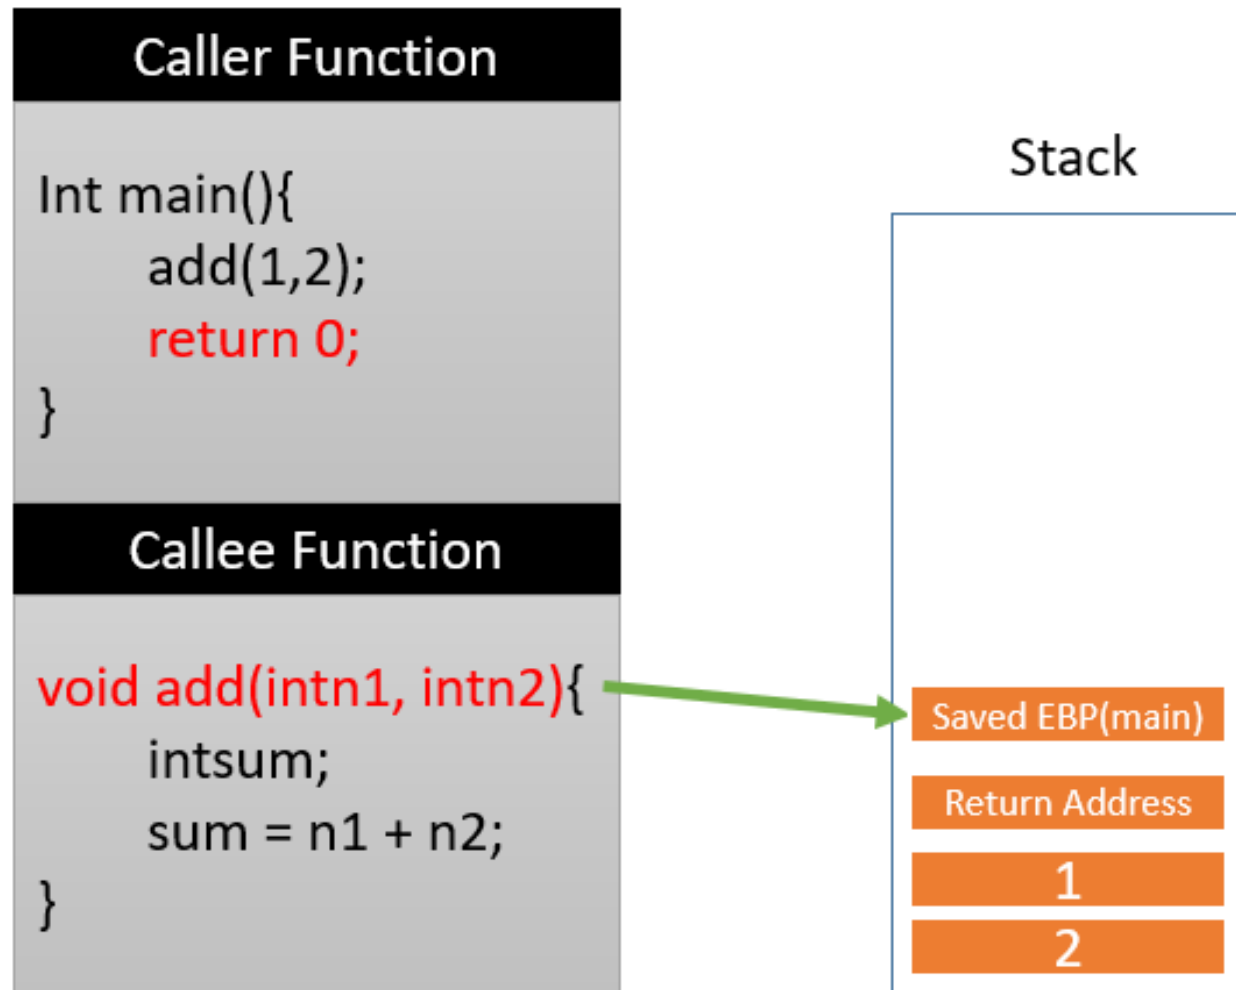 Caller Function
Int main(){
add(1,2);
return 0;
}
Callee Function
void add(intn1, intn2){
intsum;
sum = n1 + n2;
}
Stack
Saved EBP(main)
Return Address
1
2